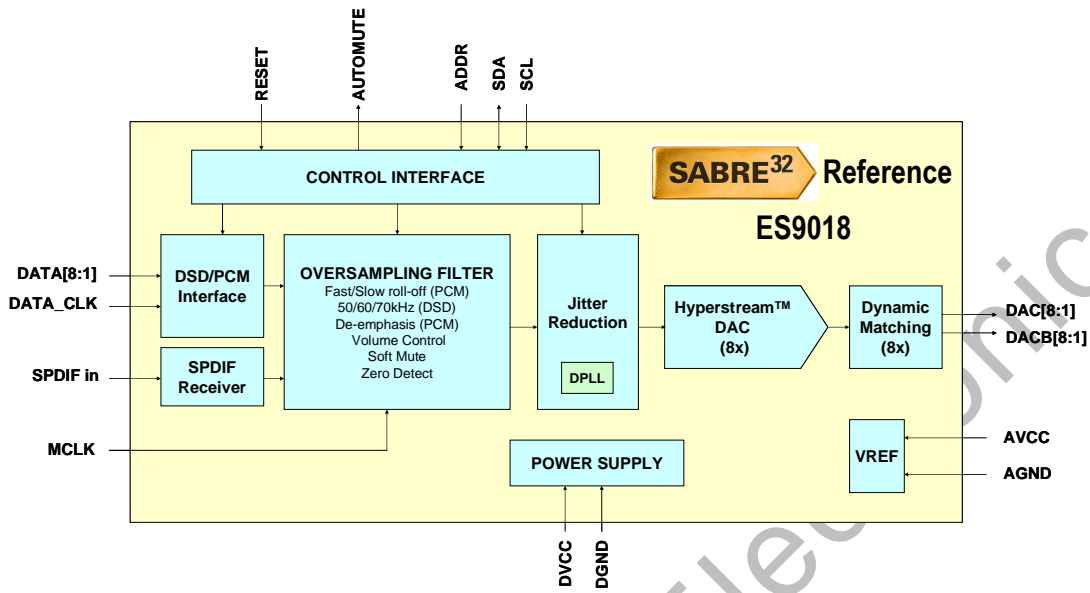 RESET
AUTOMUTE
ADDR
SDA
SCL
CONTROL INTERFACE
SABRE32 Reference
ES9018
DATA[8:1]
DATA_CLK
DSD/PCM
Interface
OVERSAMPLING FILTER
Fast/Slow roll-off (PCM)
50/60/70kHz (DSD)
De-emphasis (PCM)
Volume Control
Soft Mute
Zero Detect
Jitter
Reduction
DPLL
Hyperstream™
DAC
(8x)
Dynamic
Matching
(8x)
DAC[8:1]
DACB[8:1]
SPDIF in
SPDIF
Receiver
MCLK
POWER SUPPLY
VREF
AVCC
AGND
DVCC
DGND